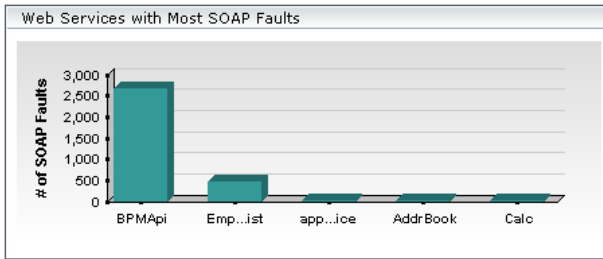 Web Services with Most SOAP Faults
# of SOAP Faults
3,000
2,500
2,000
1,500
1,000
500
0
BPMApi Emp...ist app...ice AddrBook Calc